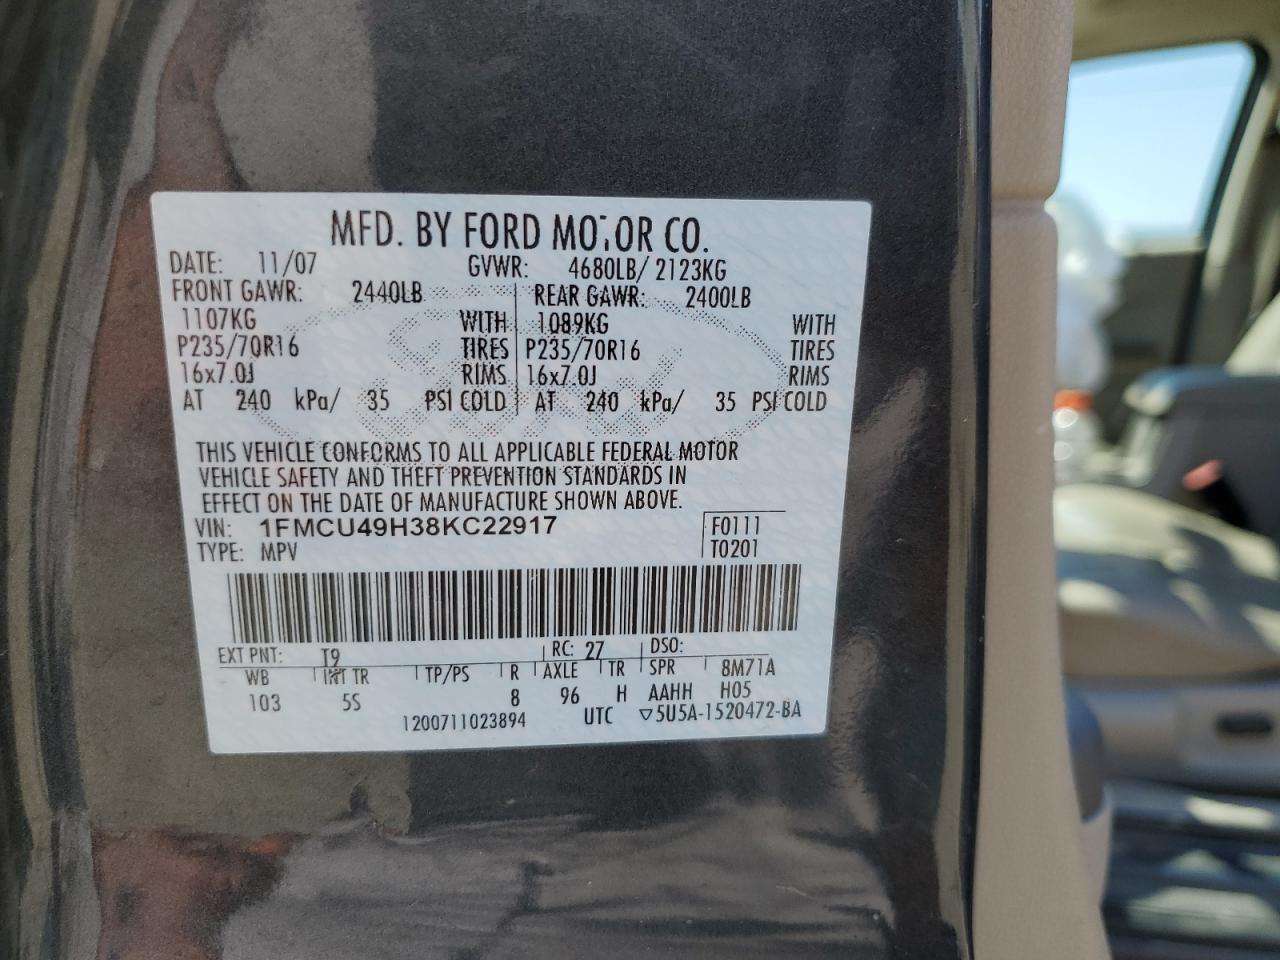 MFD. BY FORD MOTOR CO.
DATE: 11/07 GVWR: 4680LB/ 2123KG
FRONT GAWR: 2440LB REAR GAWR: 2400LB
1107KG WITH 1089KG WITH
P235/70R16 TIRES P235/70R16 TIRES
16x7.0J RIMS 16x7.0J RIMS
AT 240 kPa/ 35 PSI COLD AT 240 kPa/ 35 PSI COLD
THIS VEHICLE CONFORMS TO ALL APPLICABLE FEDERAL MOTOR
VEHICLE SAFETY AND THEFT PREVENTION STANDARDS IN
EFFECT ON THE DATE OF MANUFACTURE SHOWN ABOVE.
VIN: 1FMCU49H38KC22917 F0111
TYPE: MPV T0201
EXT PNT: T9 RC: 27 DSO:
WB INT TR TP/PS R AXLE TR SPR 8M71A
103 5S 8 96 H AAHH H05
1200711023894 UTC ▽5U5A-1520472-BA